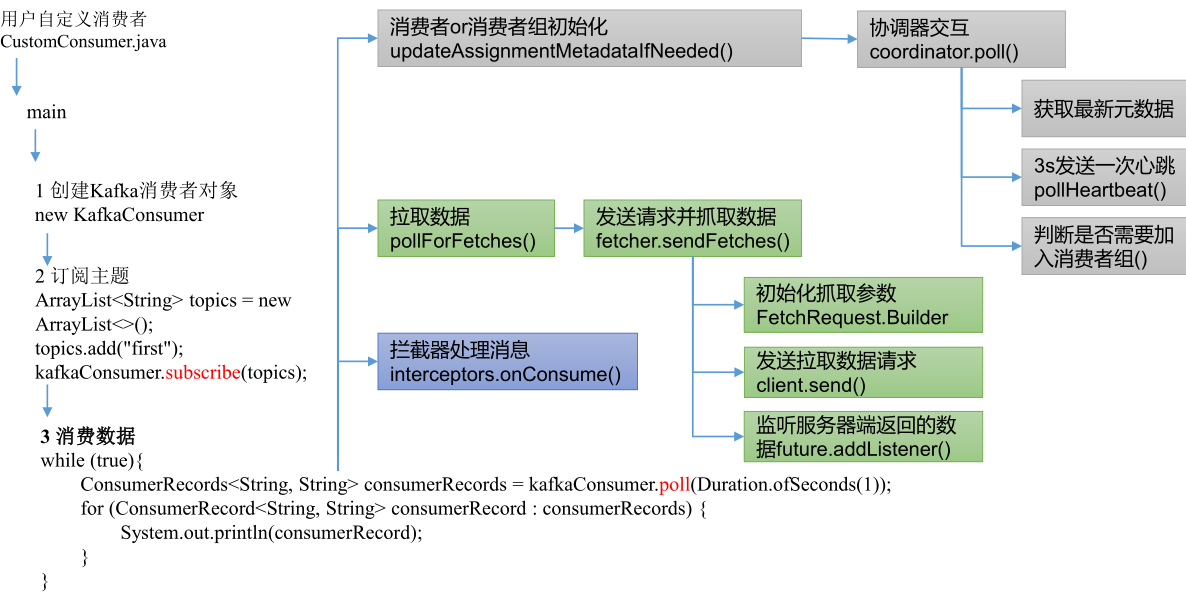 用户自定义消费者
CustomConsumer.java
main
1 创建Kafka消费者对象
new KafkaConsumer
2 订阅主题
ArrayList<String> topics = new
ArrayList<>();
topics.add("first");
kafkaConsumer.subscribe(topics);
3 消费数据
while (true){
ConsumerRecords<String, String> consumerRecords = kafkaConsumer.poll(Duration.ofSeconds(1));
for (ConsumerRecord<String, String> consumerRecord : consumerRecords) {
System.out.println(consumerRecord);
}
}
消费者or消费者组初始化
updateAssignmentMetadataIfNeeded()
协调器交互
coordinator.poll()
获取最新元数据
3s发送一次心跳
pollHeartbeat()
判断是否需要加
入消费者组()
拉取数据
pollForFetches()
发送请求并抓取数据
fetcher.sendFetches()
初始化抓取参数
FetchRequest.Builder
发送拉取数据请求
client.send()
监听服务器端返回的数
据future.addListener()
拦截器处理消息
interceptors.onConsume()